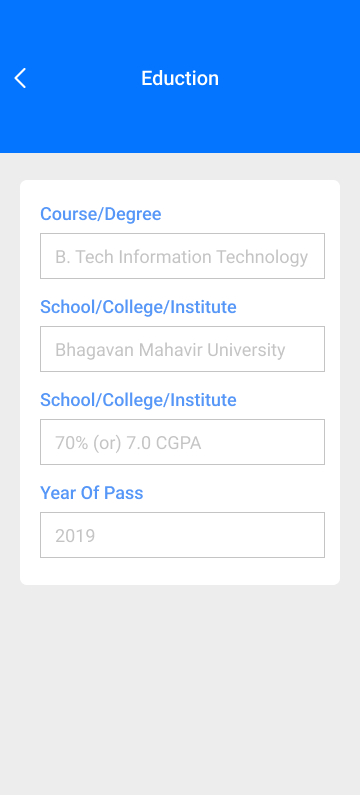 Eduction
Course/Degree
B. Tech Information Technology
School/College/Institute
Bhagavan Mahavir University
School/College/Institute
70% (or) 7.0 CGPA
Year Of Pass
2019